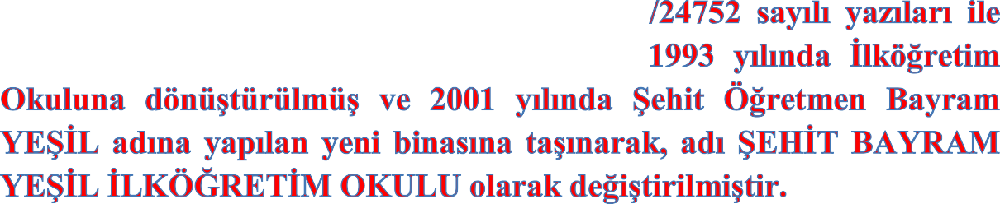 /24752 sayılı yazıları ile
1993 yılında İlköğretim
Okuluna dönüştürülmüş ve 2001 yılında Şehit Öğretmen Bayram
YEŞİL adına yapılan yeni binasına taşınarak, adı ŞEHİT BAYRAM
YEŞİL İLKÖĞRETİM OKULU olarak değiştirilmiştir.